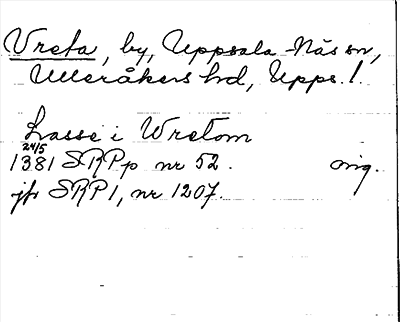 Vreta, by, Uppsala-Näs sn,
Ulleråkers hd, Upps. l.
Lasse i Wretom
24/5
1381 SRPp nr 52. orig.
jfr SRP 1, nr 1207.